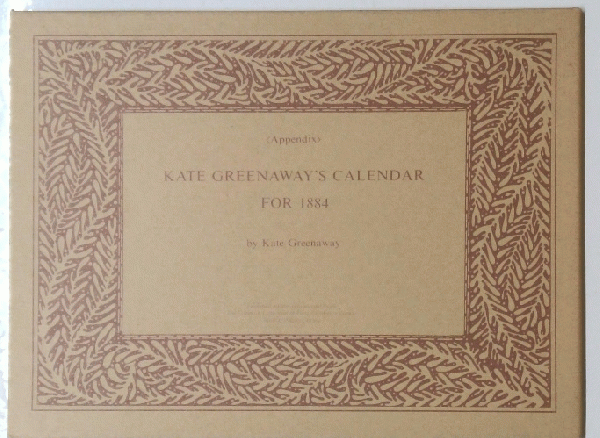 (Appendix)
KATE GREENAWAY'S CALENDAR
FOR 1884
by Kate Greenaway